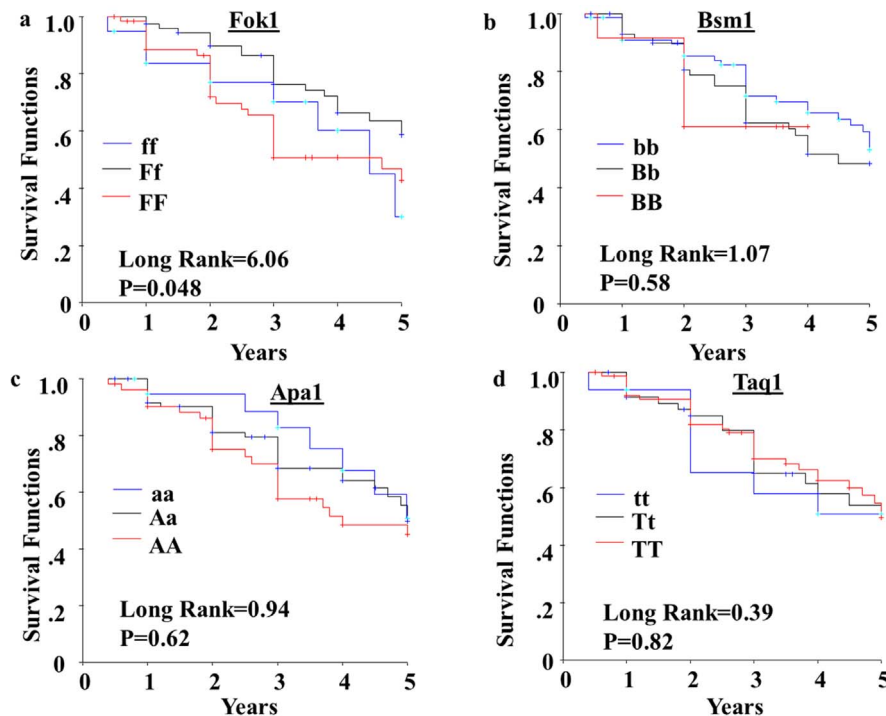 a
Fok1
Survival Functions
1.0
.8
.6
.4
.2
0
ff
Ff
FF
Long Rank=6.06
P=0.048
0 1 2 3 4 5
Years
b
Bsm1
Survival Functions
1.0
.8
.6
.4
.2
0
bb
Bb
BB
Long Rank=1.07
P=0.58
0 1 2 3 4 5
Years
c
Apa1
Survival Functions
1.0
.8
.6
.4
.2
0
aa
Aa
AA
Long Rank=0.94
P=0.62
1 2 3 4 5
Years
d
Taq1
Survival Functions
1.0
.8
.6
.4
.2
0
tt
Tt
TT
Long Rank=0.39
P=0.82
1 2 3 4 5
Years